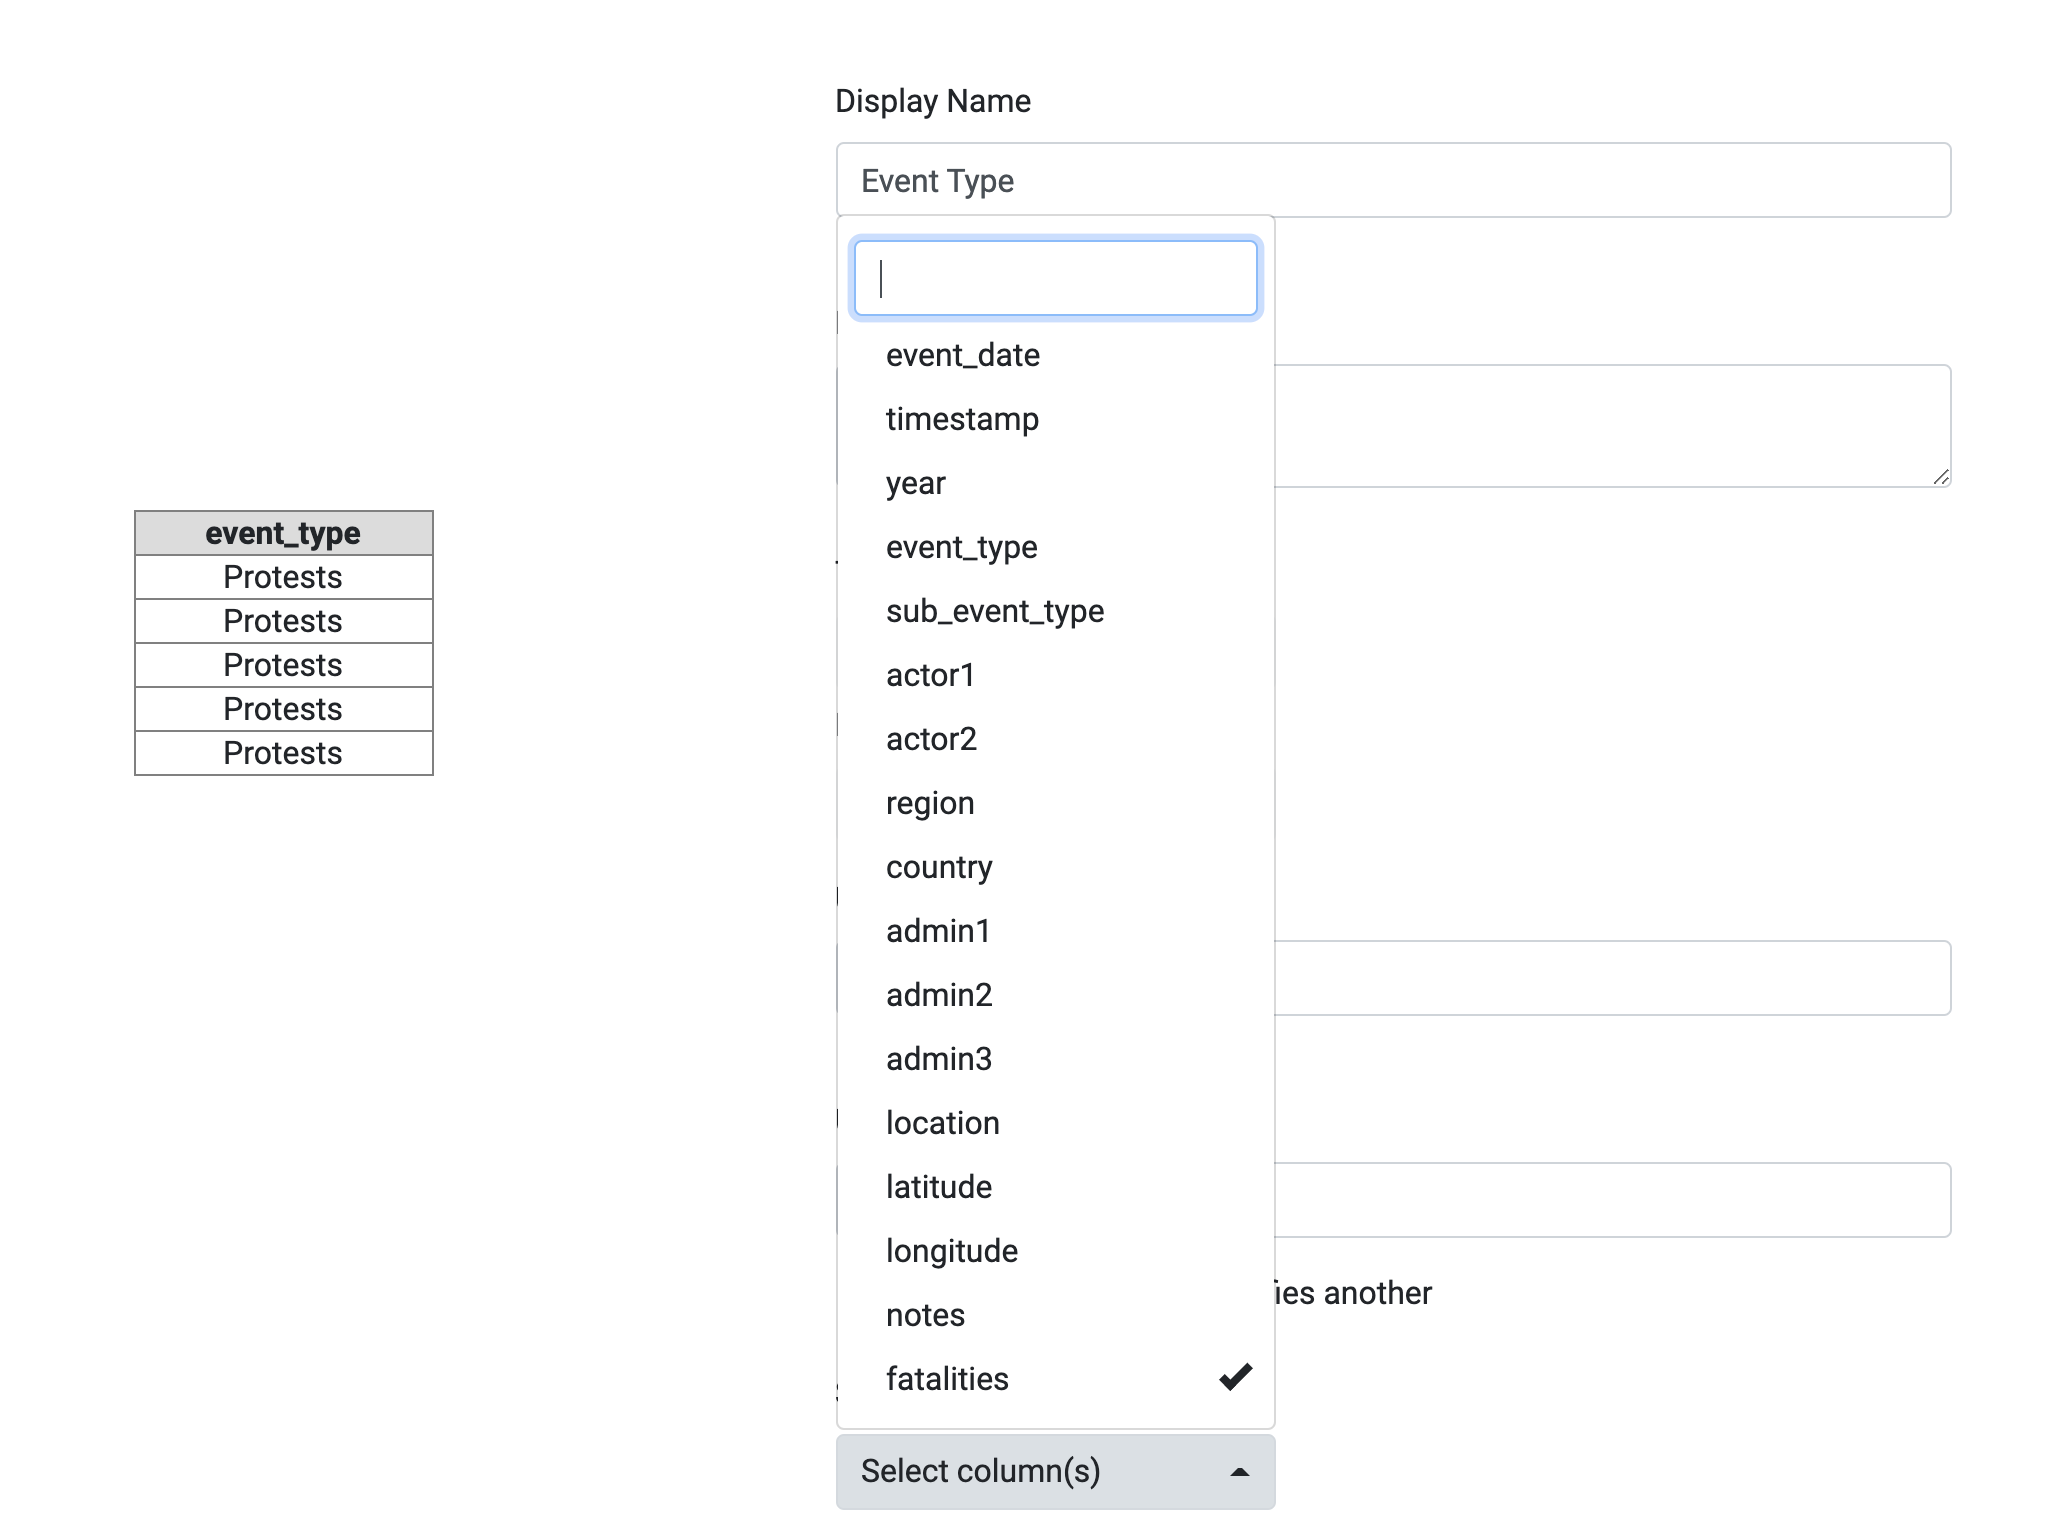 Display Name
Event Type
event_date
timestamp
year
event_type
sub_event_type
actor1
actor2
region
country
admin1
admin2
admin3
location
latitude
longitude
notes
fatalities
ies another
Select column(s)
event_type
Protests
Protests
Protests
Protests
Protests